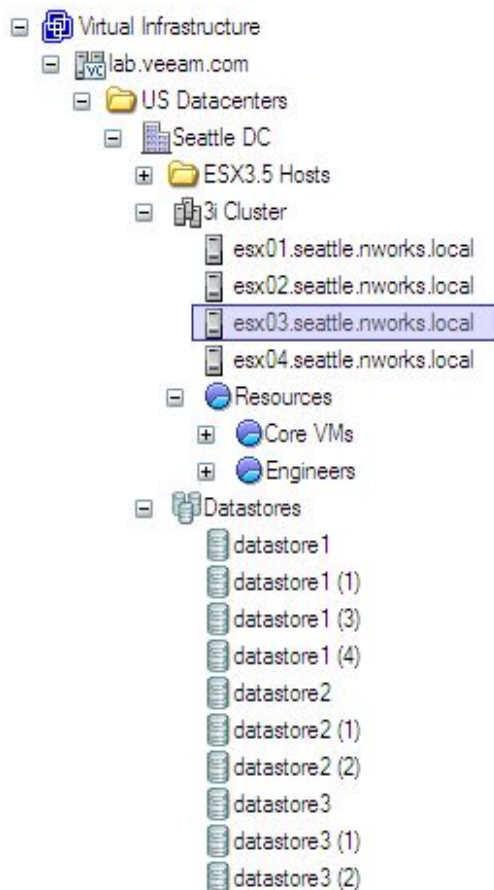 Virtual Infrastructure
lab.veeam.com
US Datacenters
Seattle DC
ESX3.5 Hosts
3i Cluster
esx01.seattle.nworks.local
esx02.seattle.nworks.local
esx03.seattle.nworks.local
esx04.seattle.nworks.local
Resources
Core VMs
Engineers
Datastores
datastore1
datastore1 (1)
datastore1 (3)
datastore1 (4)
datastore2
datastore2 (1)
datastore2 (2)
datastore3
datastore3 (1)
datastore3 (2)